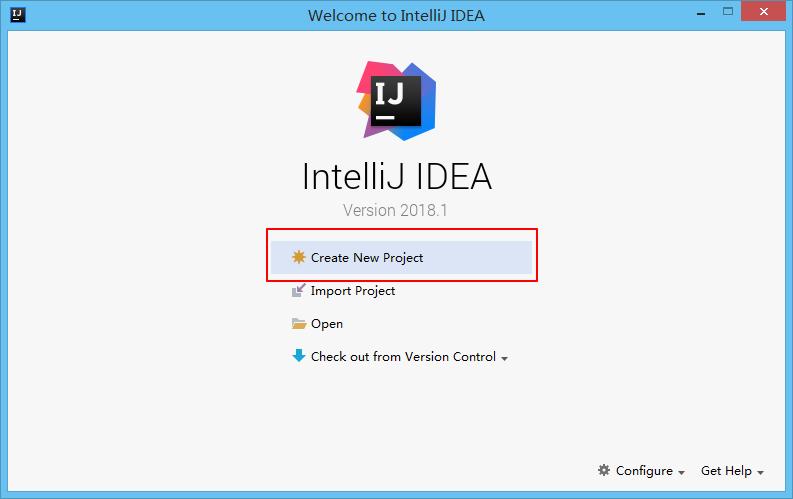 Welcome to IntelliJ IDEA
IJ
IntelliJ IDEA
Version 2018.1
Create New Project
Import Project
Open
Check out from Version Control
Configure
Get Help